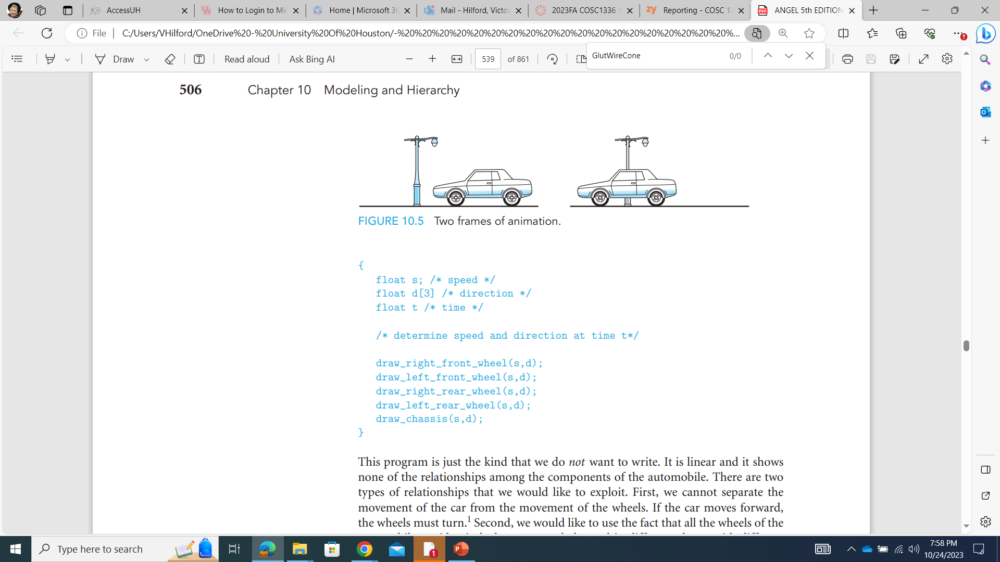 AccessUH
How to Login to Mi
Home | Microsoft 36
Mail - Hilford, Victor
2023FA COSC1336 1
Reporting - COSC 13
ANGEL 5th EDITION
File
C:/Users/VHilford/OneDrive%20-%20University%20Of%20Houston/-%20%20%20%20%20%20%20%20%20%20%20%20%20%20%20%20%20%20%20%...
Draw
Read aloud
Ask Bing AI
539
of 861
GlutWireCone
0/0
506 Chapter 10 Modeling and Hierarchy
FIGURE 10.5 Two frames of animation.
{
float s; /* speed */
float d[3] /* direction */
float t /* time */
/* determine speed and direction at time t*/
draw_right_front_wheel(s,d);
draw_left_front_wheel(s,d);
draw_right_rear_wheel(s,d);
draw_left_rear_wheel(s,d);
draw_chassis(s,d);
}
This program is just the kind that we do not want to write. It is linear and it shows
none of the relationships among the components of the automobile. There are two
types of relationships that we would like to exploit. First, we cannot separate the
movement of the car from the movement of the wheels. If the car moves forward,
the wheels must turn.1 Second, we would like to use the fact that all the wheels of the
Type here to search
7:58 PM
10/24/2023